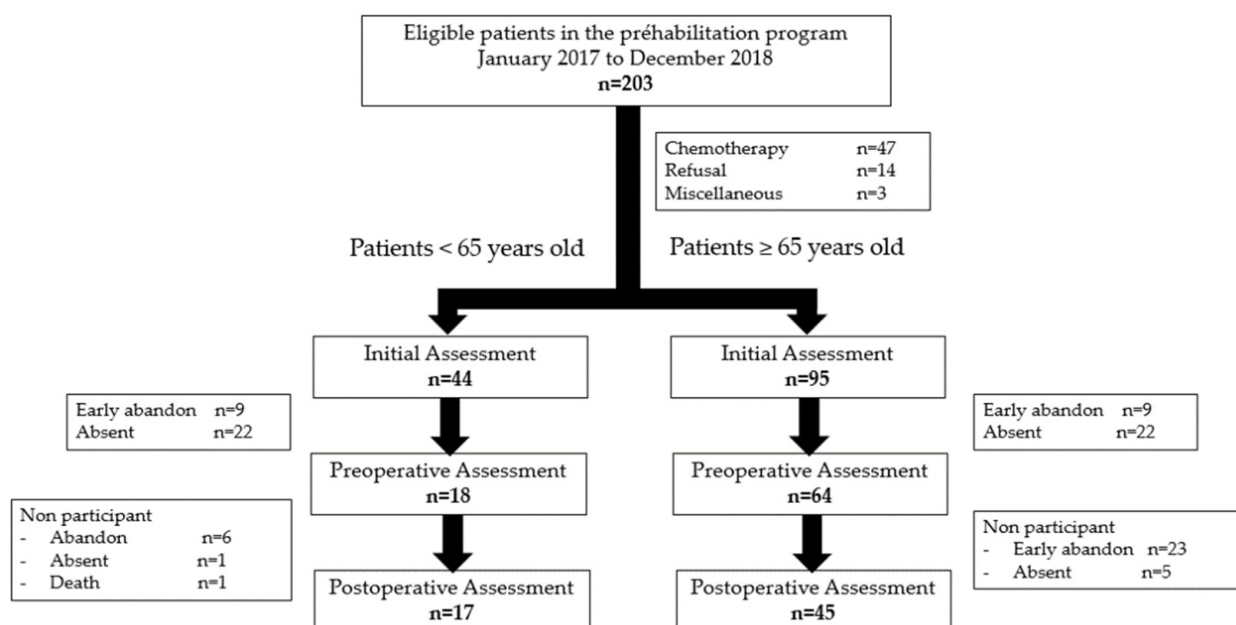 Eligible patients in the préhabilitation program
January 2017 to December 2018
n=203
Chemotherapy n=47
Refusal n=14
Miscellaneous n=3
Patients < 65 years old
Patients ≥ 65 years old
Initial Assessment
n=44
Initial Assessment
n=95
Early abandon n=9
Absent n=22
Early abandon n=9
Absent n=22
Preoperative Assessment
n=18
Preoperative Assessment
n=64
Non participant
- Abandon n=6
- Absent n=1
- Death n=1
Non participant
- Early abandon n=23
- Absent n=5
Postoperative Assessment
n=17
Postoperative Assessment
n=45